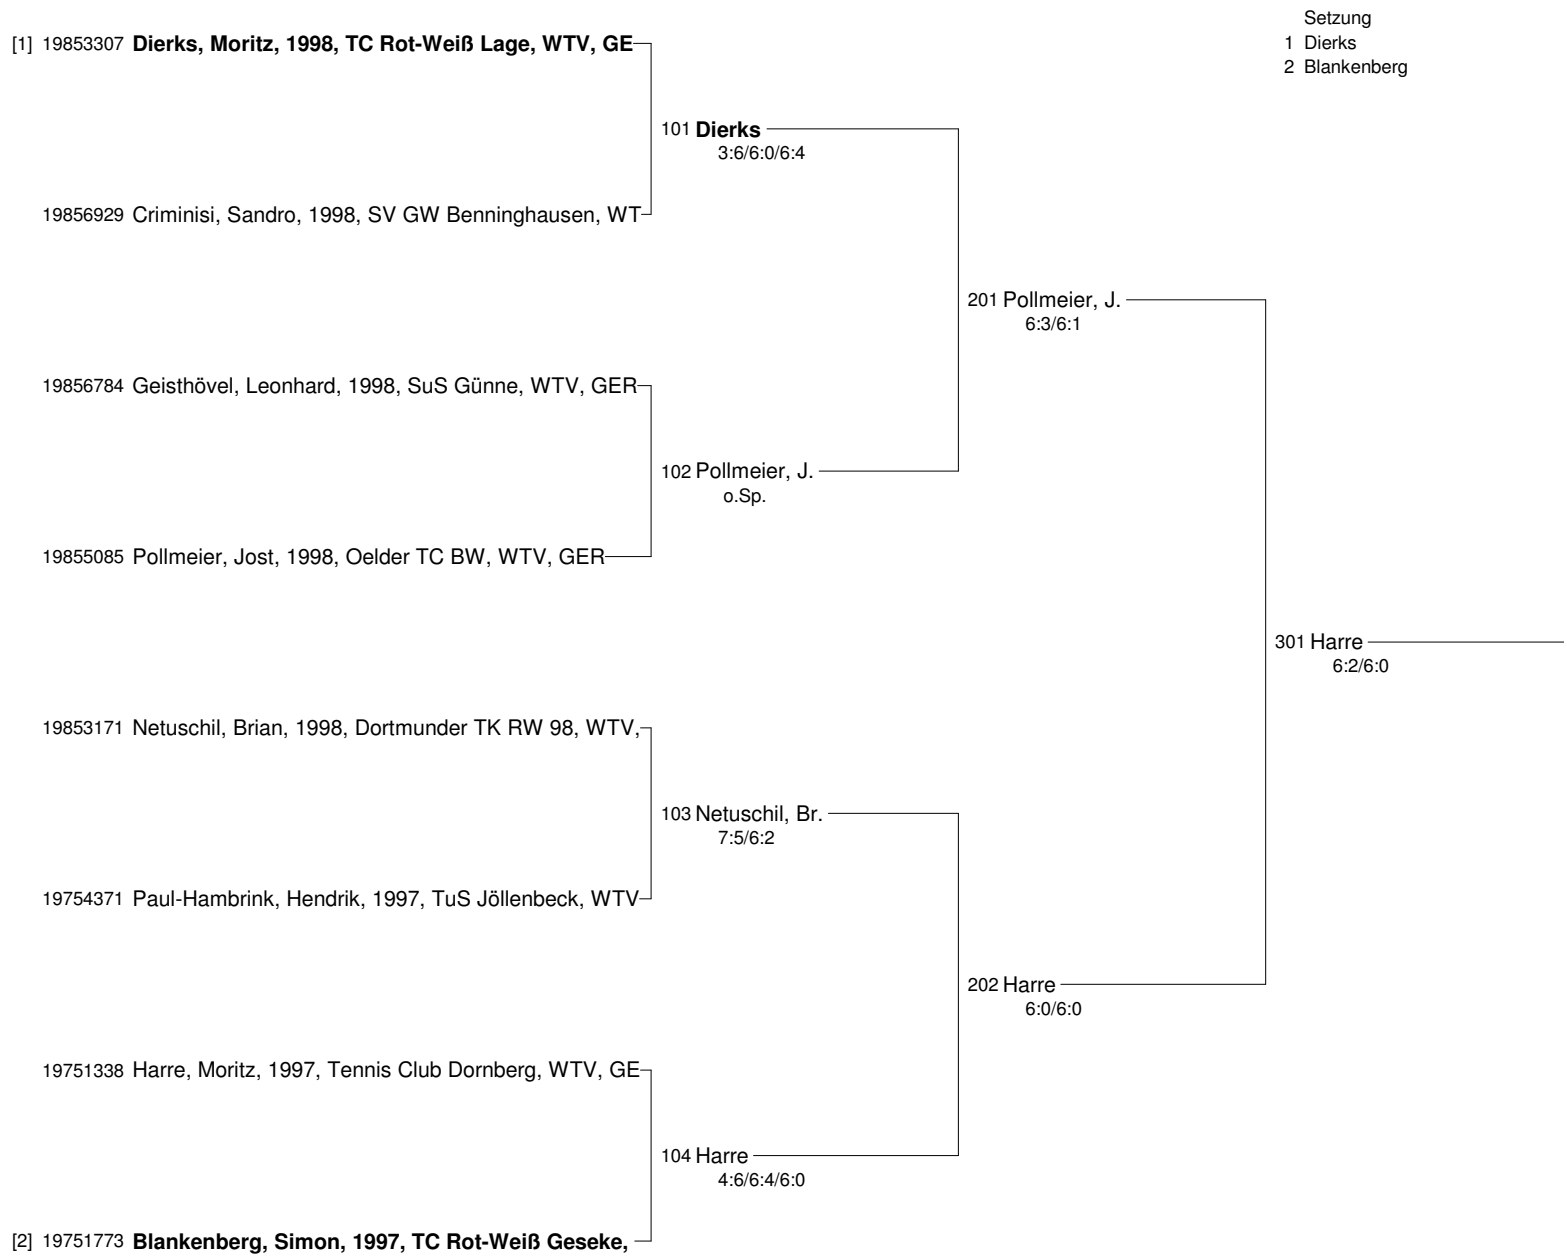 Setzung
1 Dierks
2 Blankenberg
[1] 19853307 Dierks, Moritz, 1998, TC Rot-Weiß Lage, WTV, GE
101 Dierks
3:6/6:0/6:4
19856929 Criminisi, Sandro, 1998, SV GW Benninghausen, WT
201 Pollmeier, J.
6:3/6:1
19856784 Geisthövel, Leonhard, 1998, SuS Günne, WTV, GER
102 Pollmeier, J.
o.Sp.
19855085 Pollmeier, Jost, 1998, Oelder TC BW, WTV, GER
301 Harre
6:2/6:0
19853171 Netuschil, Brian, 1998, Dortmunder TK RW 98, WTV,
103 Netuschil, Br.
7:5/6:2
19754371 Paul-Hambrink, Hendrik, 1997, TuS Jöllenbeck, WTV
202 Harre
6:0/6:0
19751338 Harre, Moritz, 1997, Tennis Club Dornberg, WTV, GE
104 Harre
4:6/6:4/6:0
[2] 19751773 Blankenberg, Simon, 1997, TC Rot-Weiß Geseke,